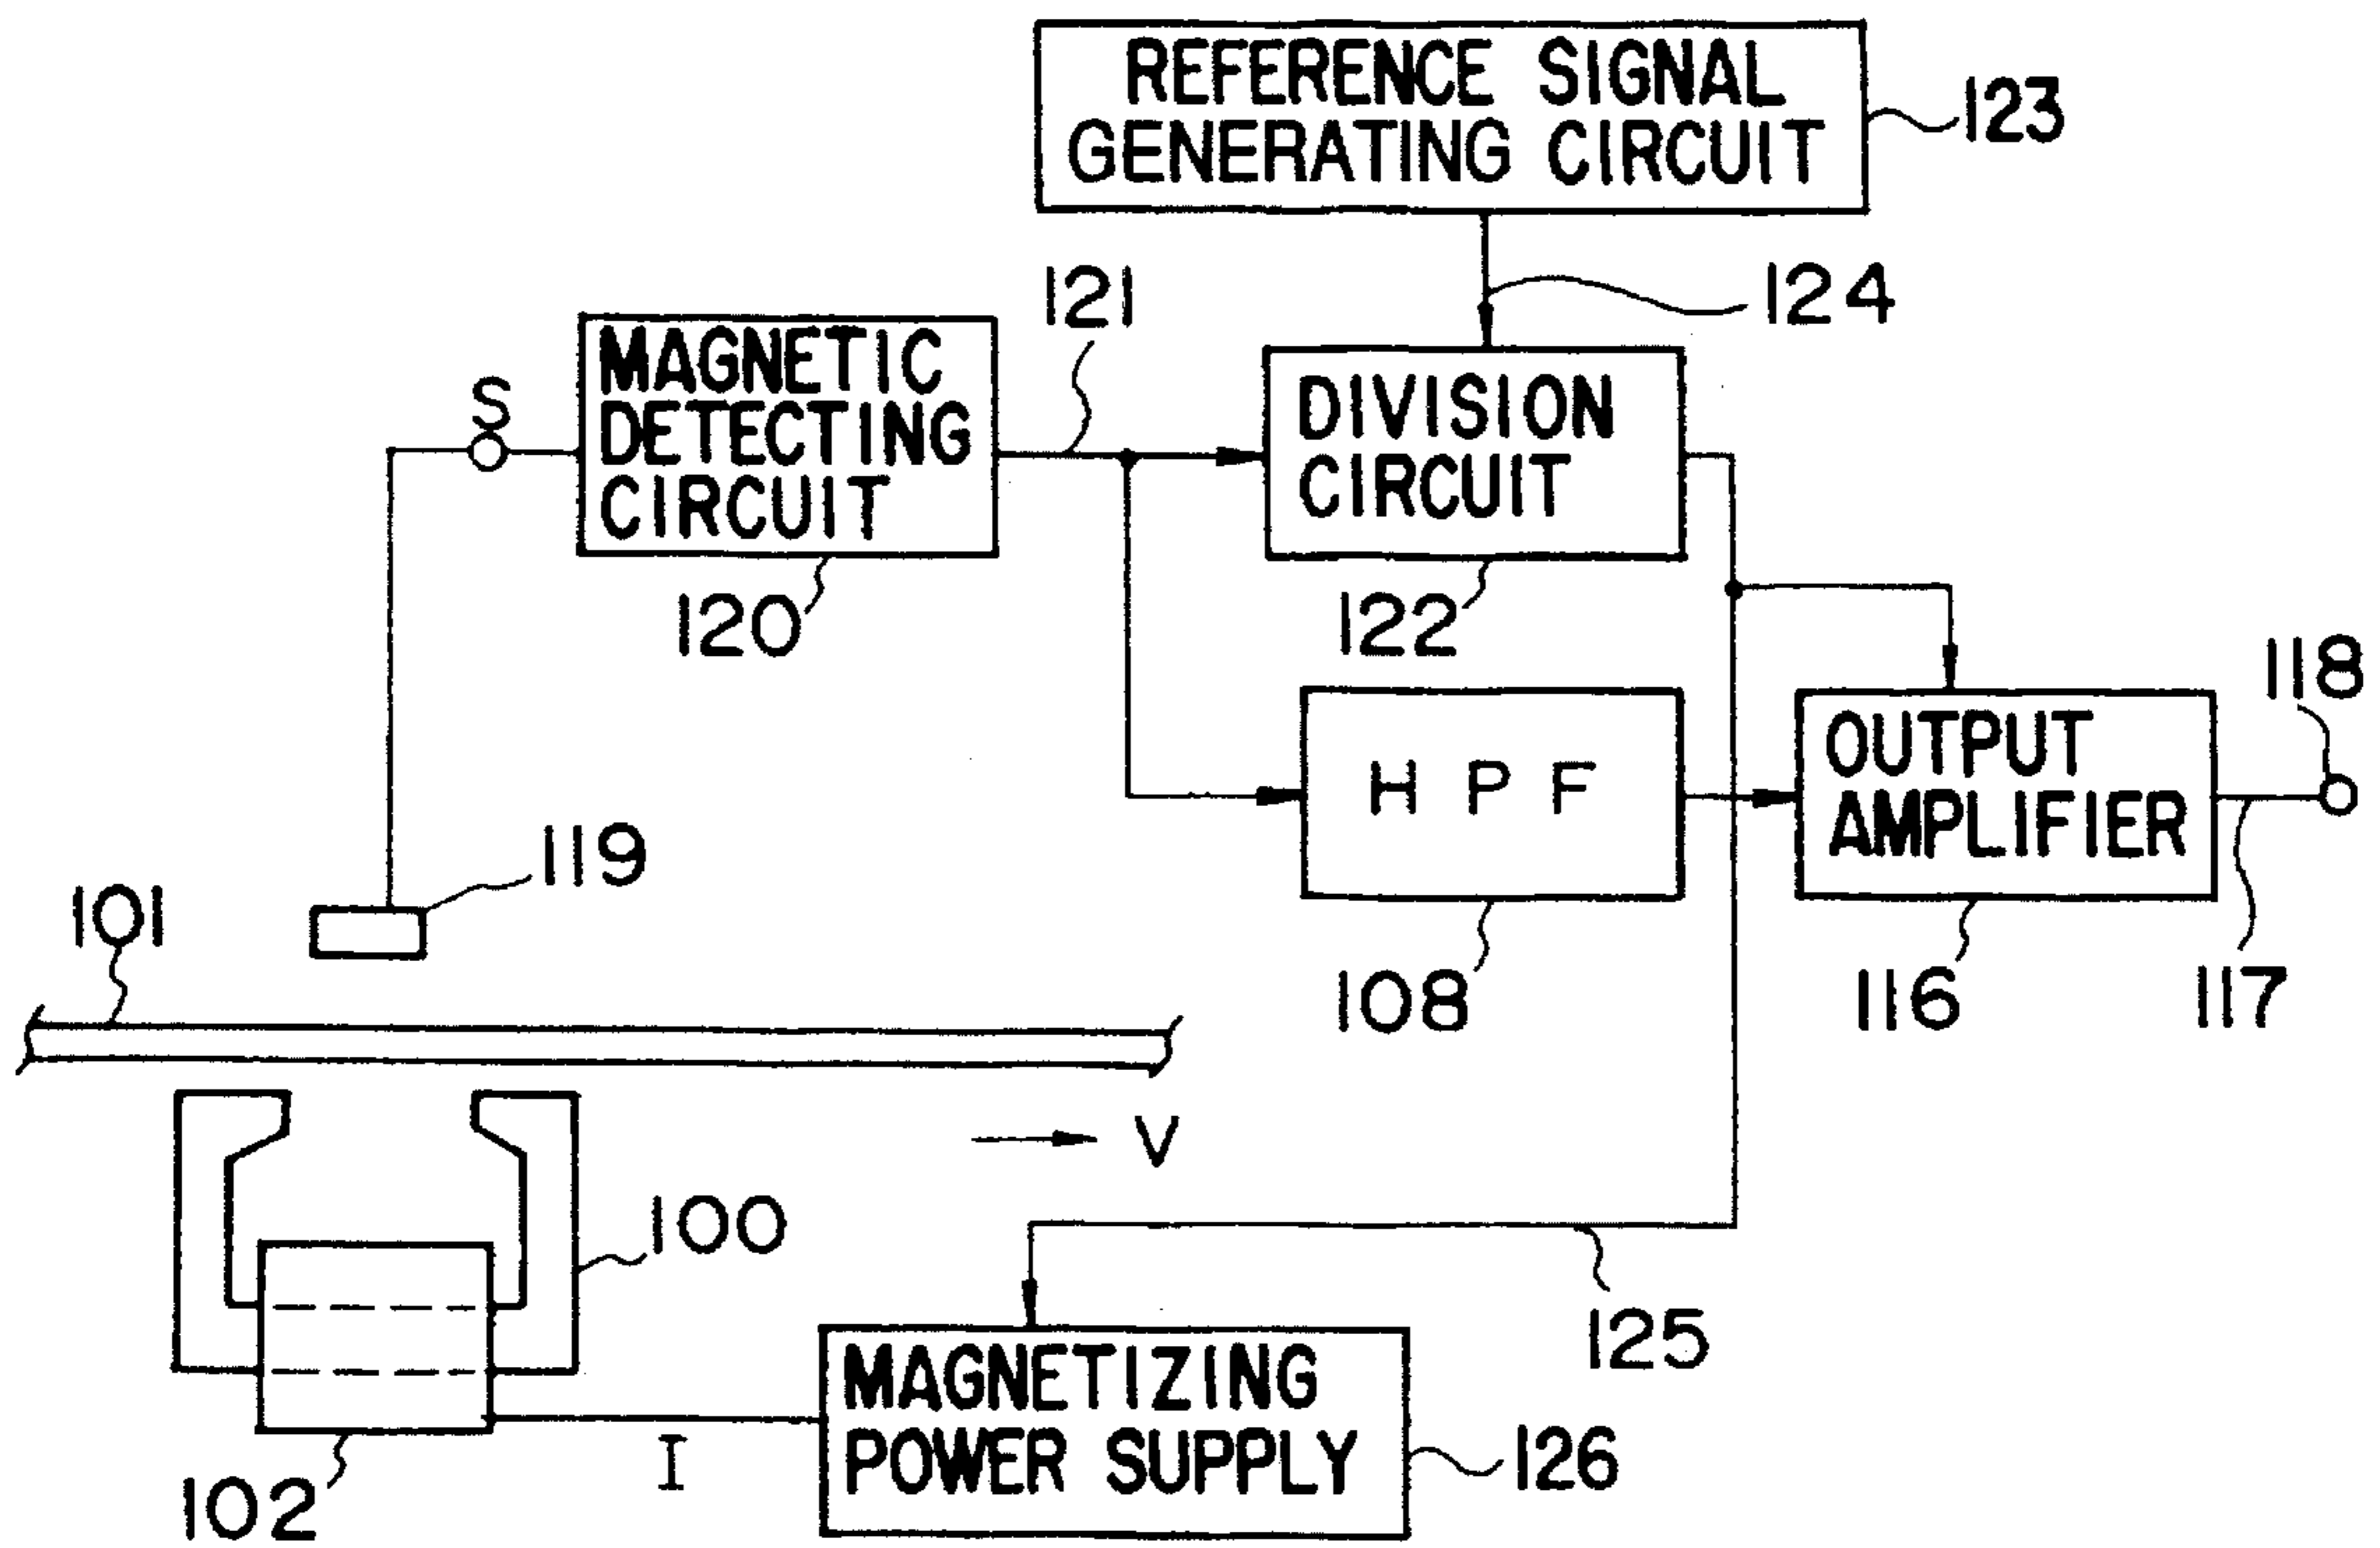 REFERENCE SIGNAL
GENERATING CIRCUIT
123
124
121
MAGNETIC
DETECTING
CIRCUIT
S
120
DIVISION
CIRCUIT
122
118
H P F
108
OUTPUT
AMPLIFIER
116
117
119
101
V
100
125
MAGNETIZING
POWER SUPPLY
126
I
102